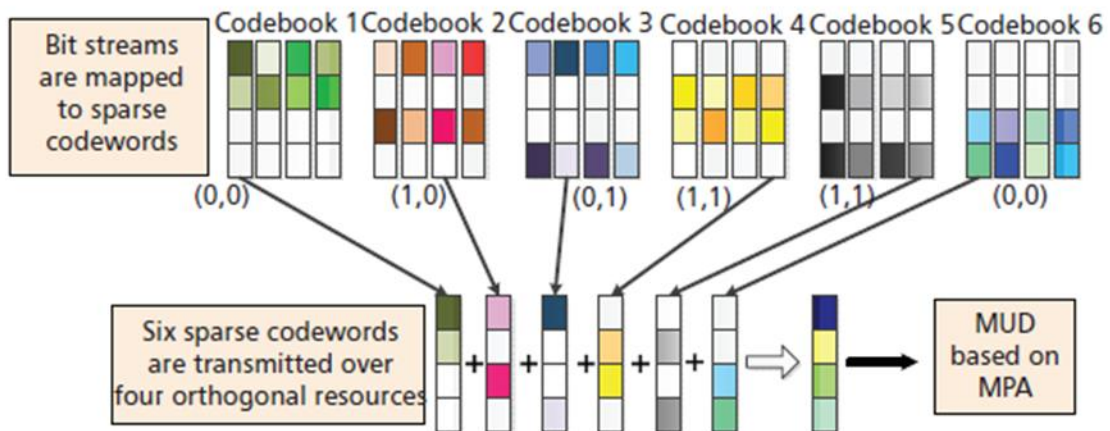 Codebook 1 Codebook 2 Codebook 3 Codebook 4 Codebook 5 Codebook 6
Bit streams
are mapped
to sparse
codewords
(0,0) (1,0) (0,1) (1,1) (1,1) (0,0)
Six sparse codewords
are transmitted over
four orthogonal resources
+ + + + +
MUD
based on
MPA